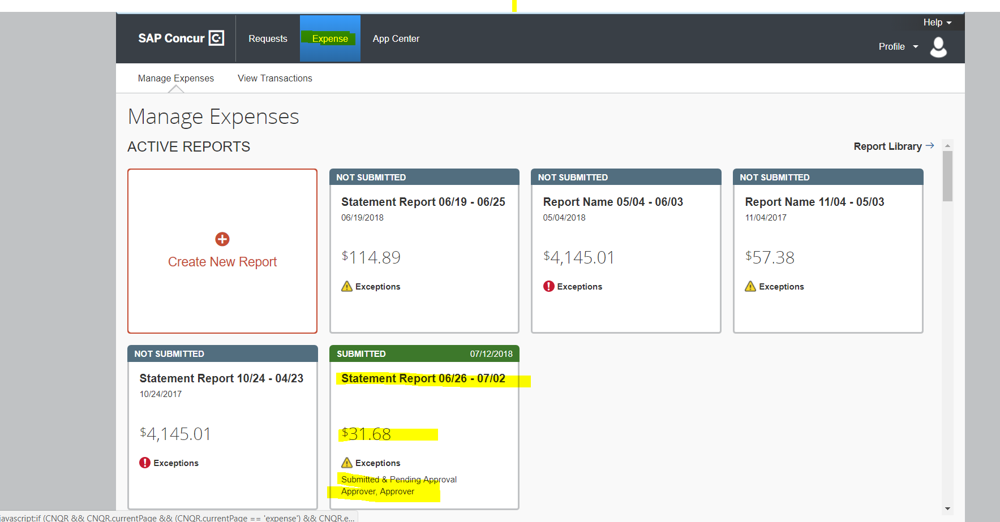 Help
SAP Concur
Requests
Expense
App Center
Profile
Manage Expenses
View Transactions
Manage Expenses
ACTIVE REPORTS
Report Library →
Create New Report
NOT SUBMITTED
Statement Report 06/19 - 06/25
06/19/2018
$114.89
Exceptions
NOT SUBMITTED
Report Name 05/04 - 06/03
05/04/2018
$4,145.01
Exceptions
NOT SUBMITTED
Report Name 11/04 - 05/03
11/04/2017
$57.38
Exceptions
NOT SUBMITTED
Statement Report 10/24 - 04/23
10/24/2017
$4,145.01
Exceptions
SUBMITTED 07/12/2018
Statement Report 06/26 - 07/02
$31.68
Exceptions
Submitted & Pending Approval
Approver, Approver
javascript:if (CNQR && CNQR.currentPage && (CNQR.currentPage == 'expense') && CNQR.e...